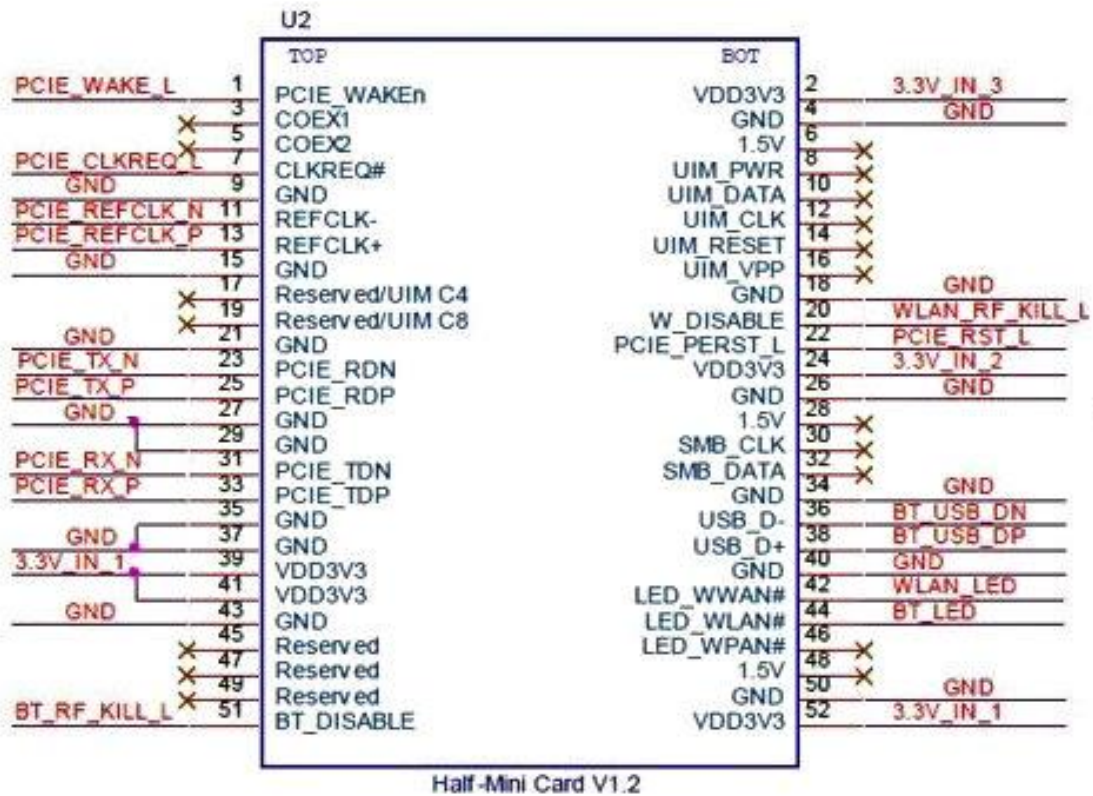 U2
TOP BOT
PCIE_WAKE_L 1 PCIE_WAKEn VDD3V3 2 3.3V_IN_3
3 COEX1 GND 4 GND
5 COEX2 1.5V 6
PCIE_CLKREQ_L 7 CLKREQ# UIM_PWR 8
GND 9 GND UIM_DATA 10
PCIE_REFCLK_N 11 REFCLK- UIM_CLK 12
PCIE_REFCLK_P 13 REFCLK+ UIM_RESET 14
GND 15 GND UIM_VPP 16
17 Reserved/UIM C4 GND 18 GND
19 Reserved/UIM C8 W_DISABLE 20 WLAN_RF_KILL_L
GND 21 GND PCIE_PERST_L 22 PCIE_RST_L
PCIE_TX_N 23 PCIE_RDN VDD3V3 24 3.3V_IN_2
PCIE_TX_P 25 PCIE_RDP GND 26 GND
GND 27 GND 1.5V 28
29 GND SMB_CLK 30
PCIE_RX_N 31 PCIE_TDN SMB_DATA 32
PCIE_RX_P 33 PCIE_TDP GND 34 GND
35 GND USB_D- 36 BT_USB_DN
GND 37 GND USB_D+ 38 BT_USB_DP
3.3V_IN_1 39 VDD3V3 GND 40 GND
41 VDD3V3 LED_WWAN# 42 WLAN_LED
GND 43 GND LED_WLAN# 44 BT_LED
45 Reserved LED_WPAN# 46
47 Reserved 1.5V 48
49 Reserved GND 50 GND
BT_RF_KILL_L 51 BT_DISABLE VDD3V3 52 3.3V_IN_1
Half-Mini Card V1.2